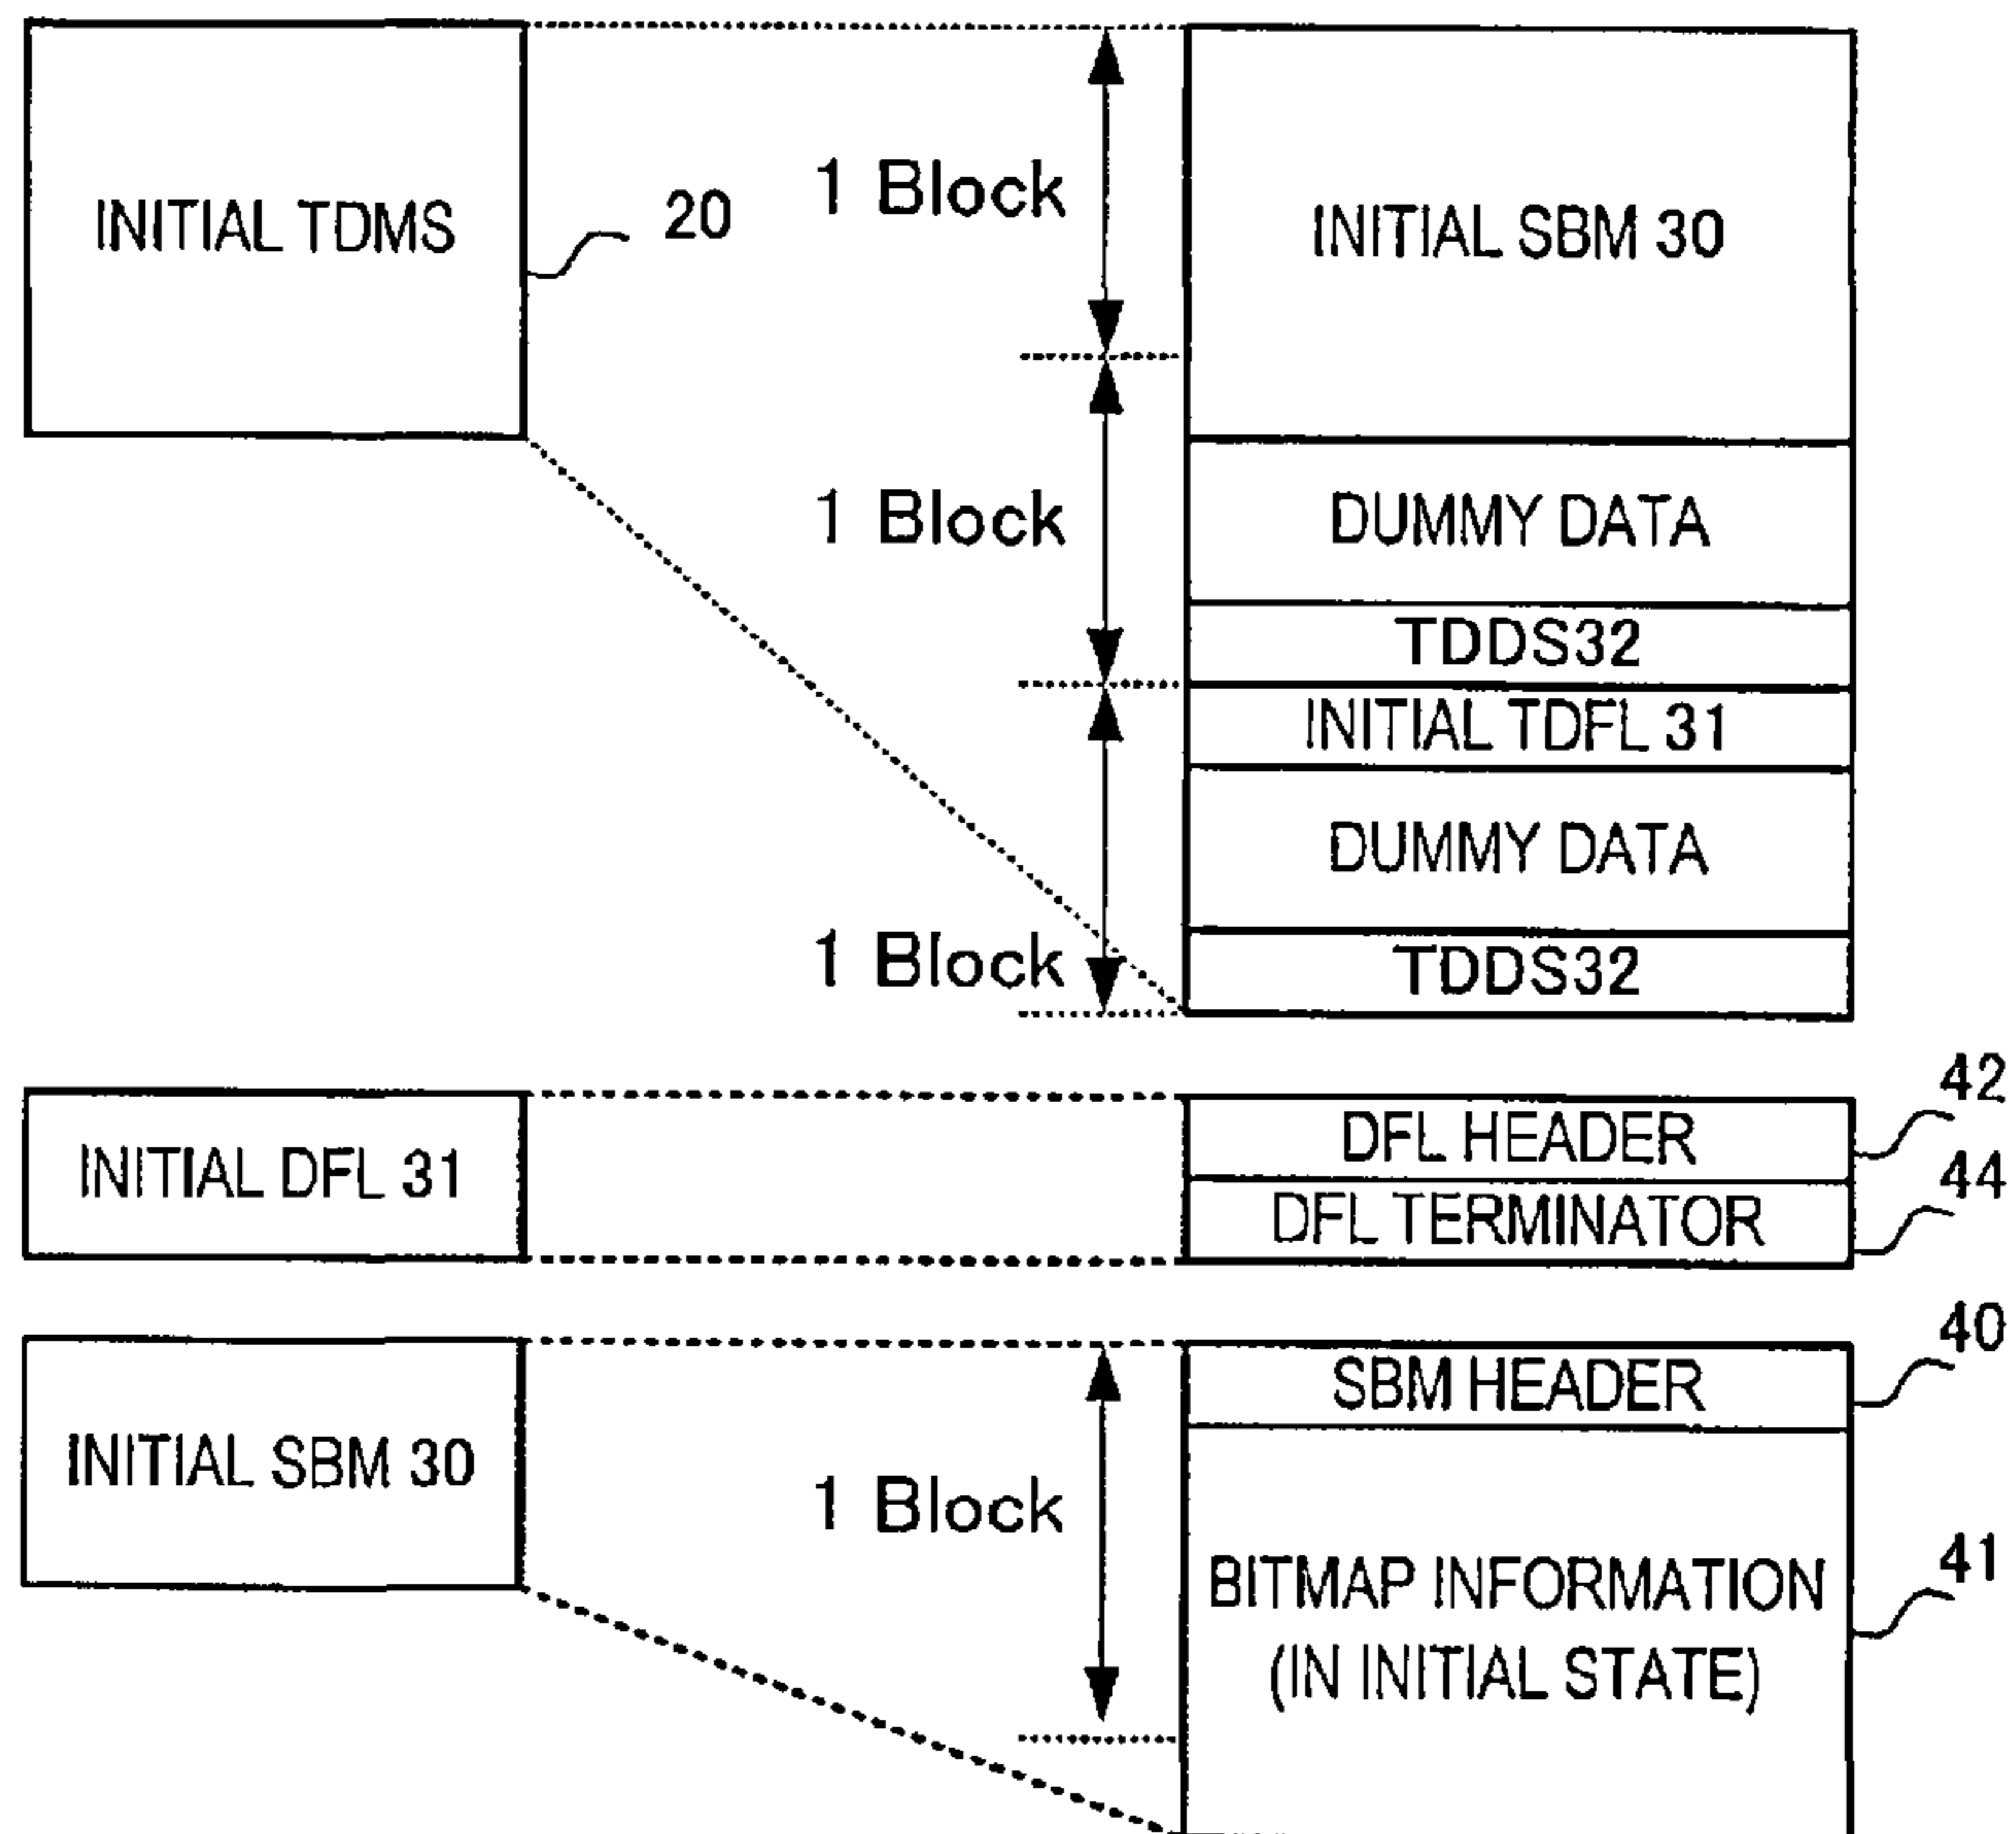 INITIAL TDMS
20
1 Block
INITIAL SBM 30
1 Block
DUMMY DATA
TDDS32
INITIAL TDFL 31
DUMMY DATA
1 Block
TDDS32
INITIAL DFL 31
DFL HEADER
42
DFL TERMINATOR
44
INITIAL SBM 30
1 Block
SBM HEADER
40
BITMAP INFORMATION
(IN INITIAL STATE)
41